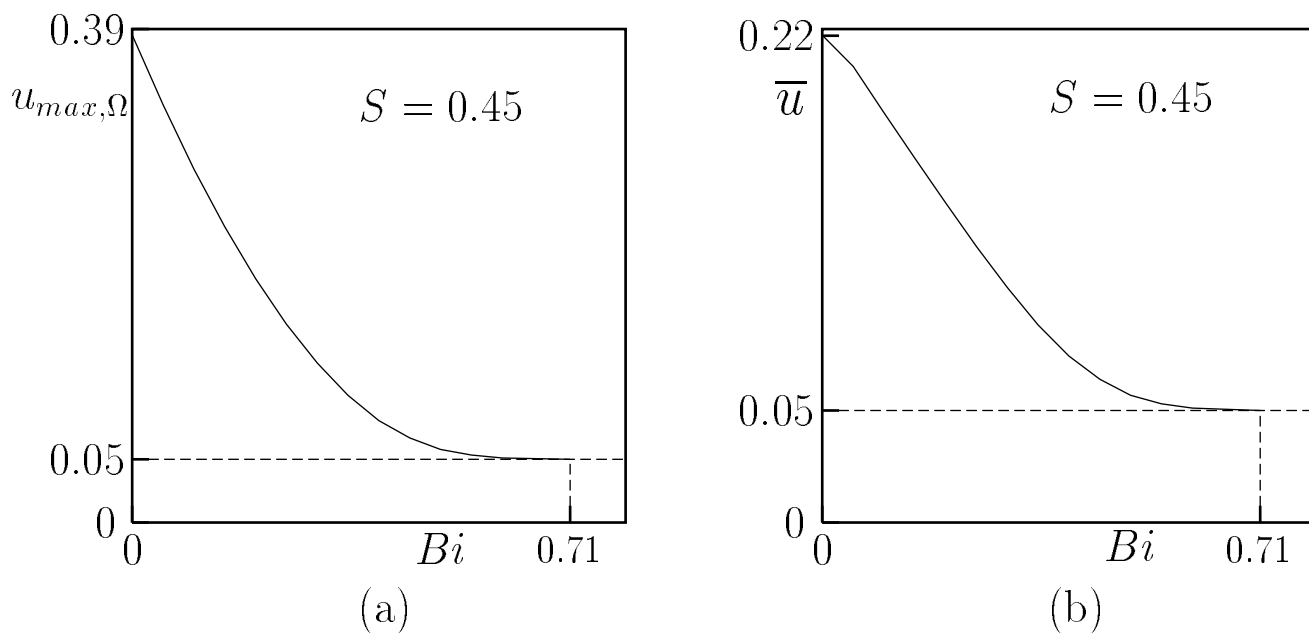 0.39
u_{max,Ω}
S = 0.45
0.05
0
0
Bi
0.71
(a)
0.22
\overline{u}
S = 0.45
0.05
0
0
Bi
0.71
(b)